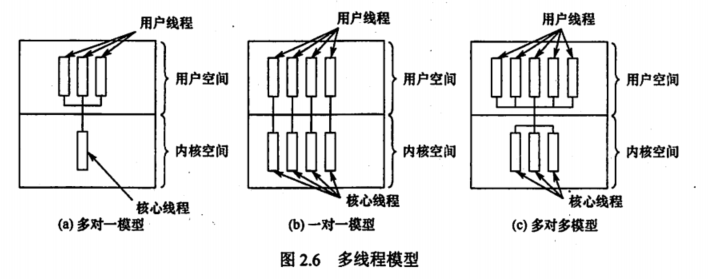 用户线程
用户空间
内核空间
核心线程
(a) 多对一模型
用户线程
用户空间
内核空间
核心线程
(b) 一对一模型
用户线程
用户空间
内核空间
核心线程
(c) 多对多模型
图 2.6 多线程模型